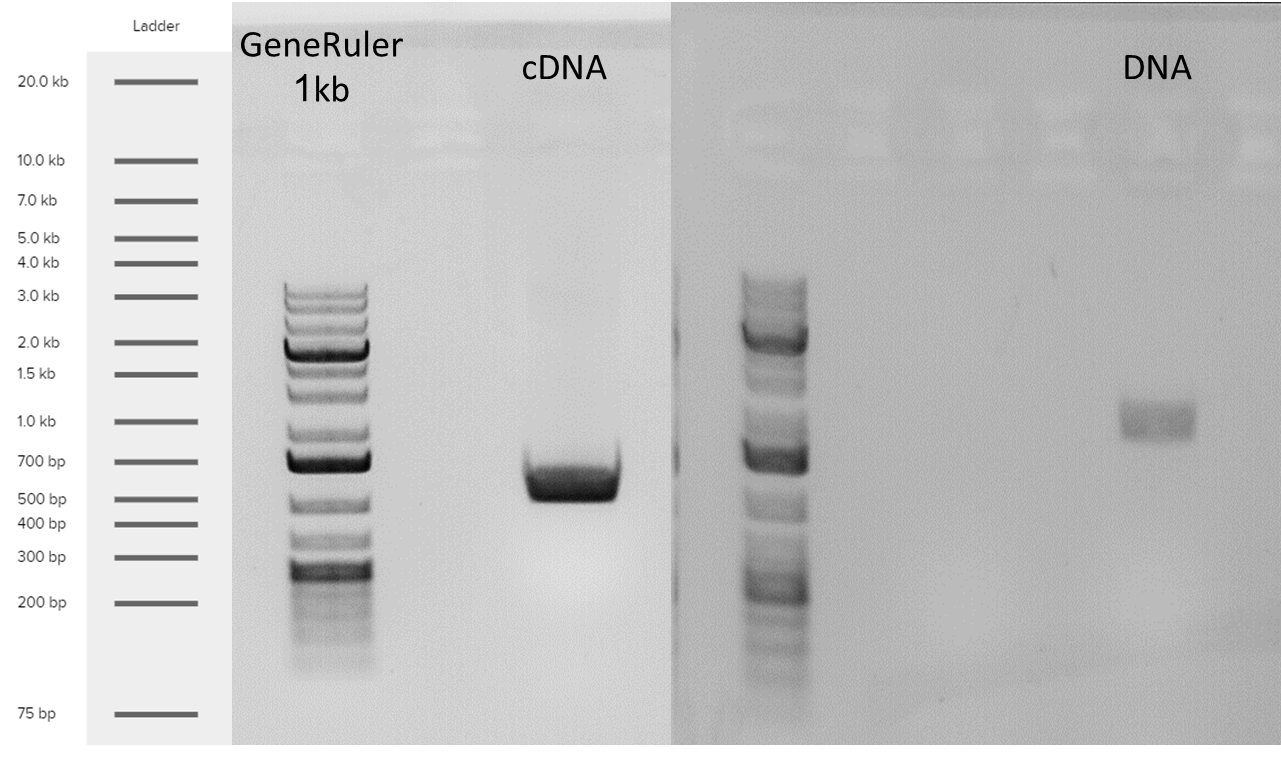 Ladder
GeneRuler
1kb
cDNA
DNA
20.0 kb
10.0 kb
7.0 kb
5.0 kb
4.0 kb
3.0 kb
2.0 kb
1.5 kb
1.0 kb
700 bp
500 bp
400 bp
300 bp
200 bp
75 bp